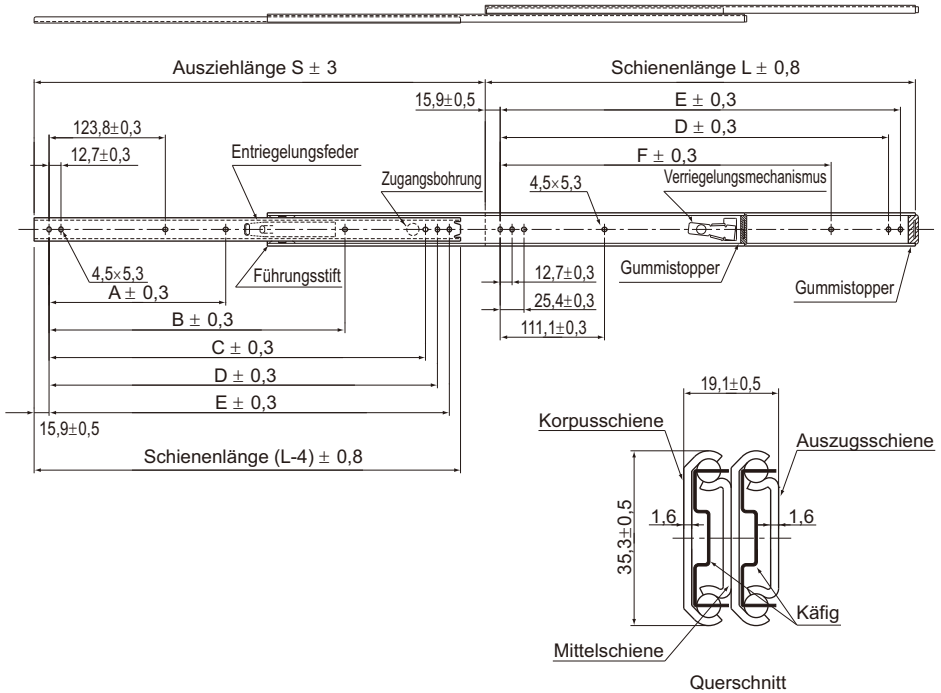 Ausziehlänge S ± 3
Schienenlänge L ± 0,8
15,9±0,5
E ± 0,3
123,8±0,3
D ± 0,3
12,7±0,3
Entriegelungsfeder
F ± 0,3
Zugangsbohrung
4,5×5,3
Verriegelungsmechanismus
4,5×5,3
Führungsstift
12,7±0,3
Gummistopper
A ± 0,3
25,4±0,3
Gummistopper
B ± 0,3
111,1±0,3
C ± 0,3
D ± 0,3
E ± 0,3
15,9±0,5
Schienenlänge (L-4) ± 0,8
19,1±0,5
Korpusschiene
Auszugsschiene
35,3±0,5
1,6
1,6
Käfig
Mittelschiene
Querschnitt